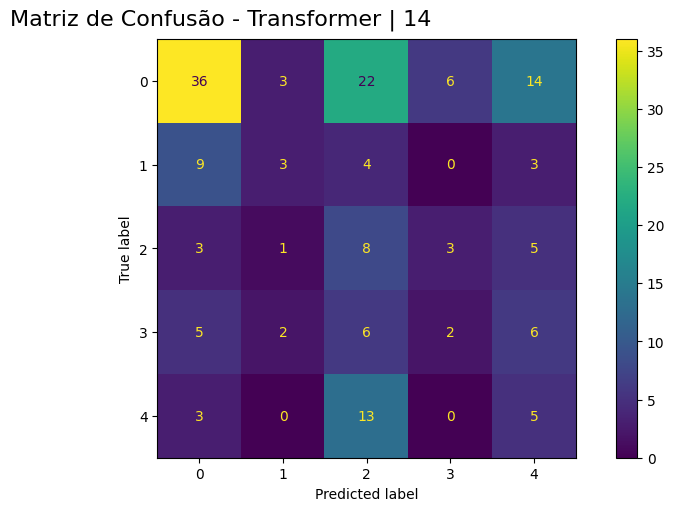 Matriz de Confusão - Transformer | 14
0 36 3 22 6 14
1 9 3 4 0 3
2 3 1 8 3 5
3 5 2 6 2 6
4 3 0 13 0 5
0 1 2 3 4
Predicted label
True label
35
30
25
20
15
10
5
0